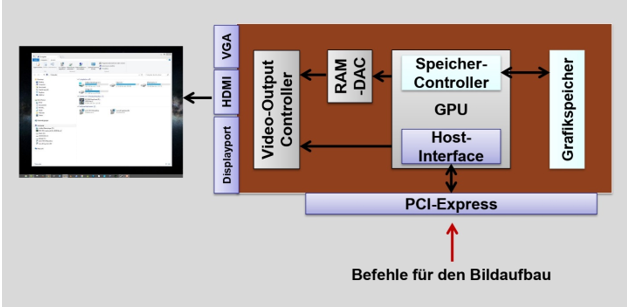 VGA
HDMI
Displayport
Video-Output
Controller
RAM
-DAC
Speicher-
Controller
GPU
Host-
Interface
Grafikspeicher
PCI-Express
Befehle für den Bildaufbau